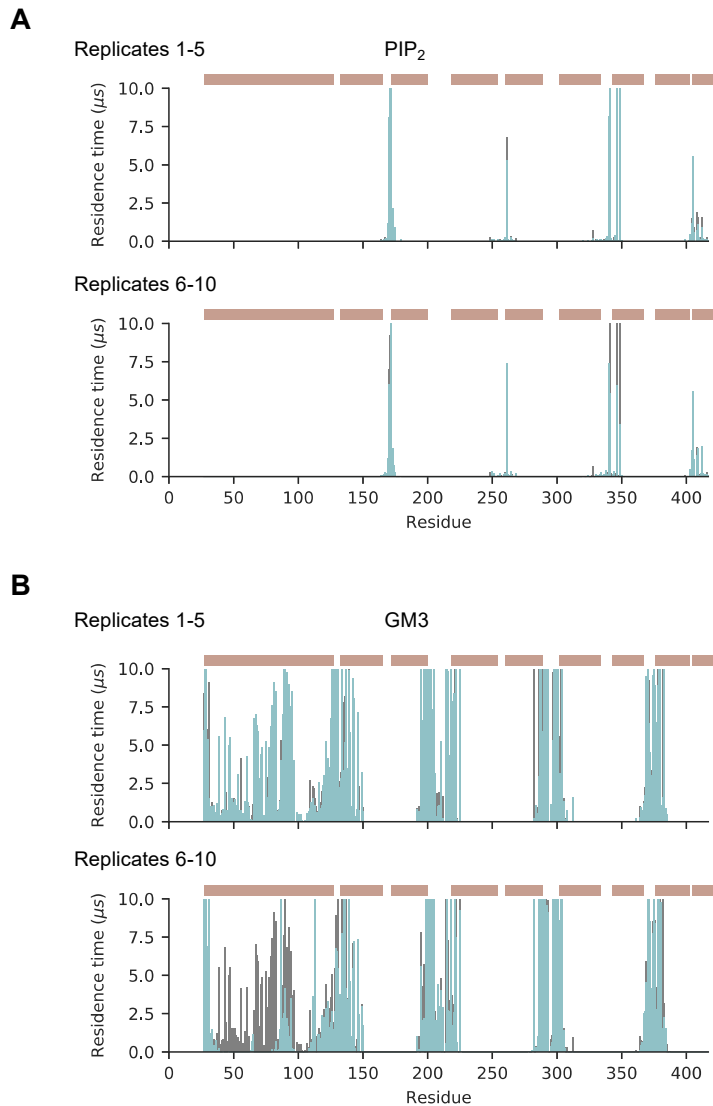 A
Replicates 1-5 PIP₂
10.0
7.5
5.0
2.5
0.0
Residence time (μs)
Replicates 6-10
10.0
7.5
5.0
2.5
0.0
Residence time (μs)
0 50 100 150 200 250 300 350 400
Residue
B
Replicates 1-5 GM3
10.0
7.5
5.0
2.5
0.0
Residence time (μs)
Replicates 6-10
10.0
7.5
5.0
2.5
0.0
Residence time (μs)
0 50 100 150 200 250 300 350 400
Residue